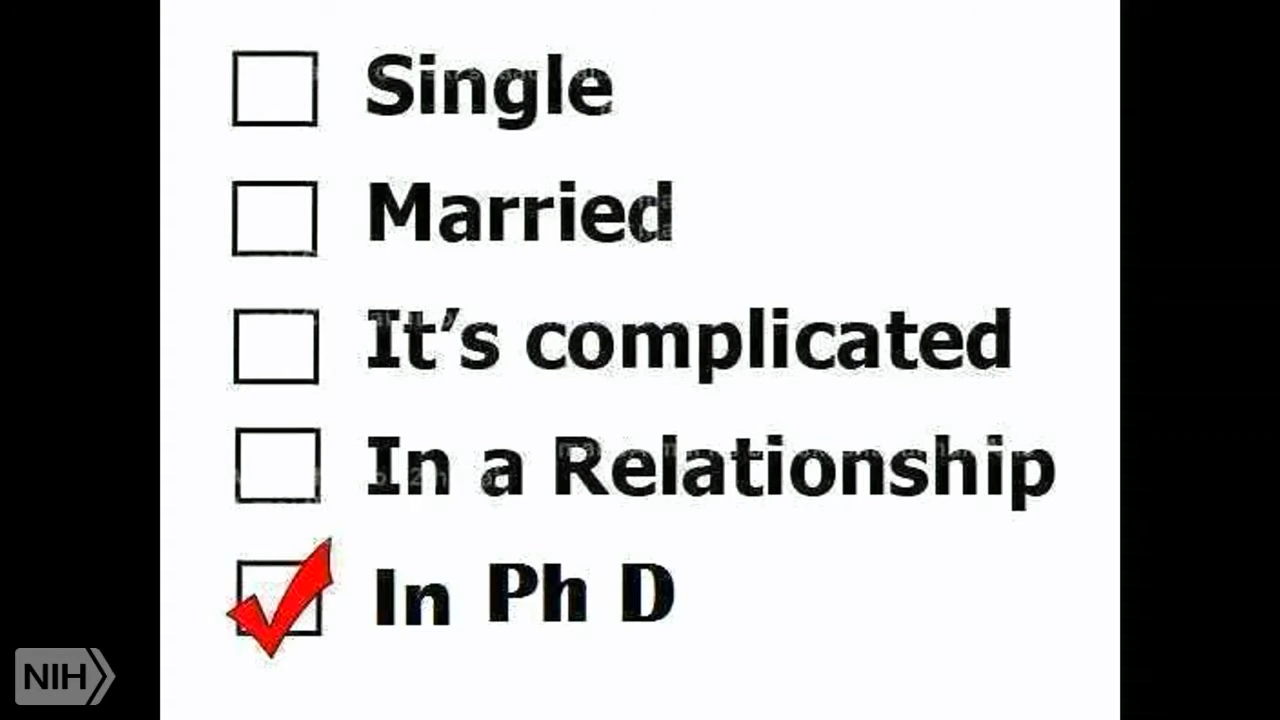 Single
Married
It's complicated
In a Relationship
In Ph D
NIH